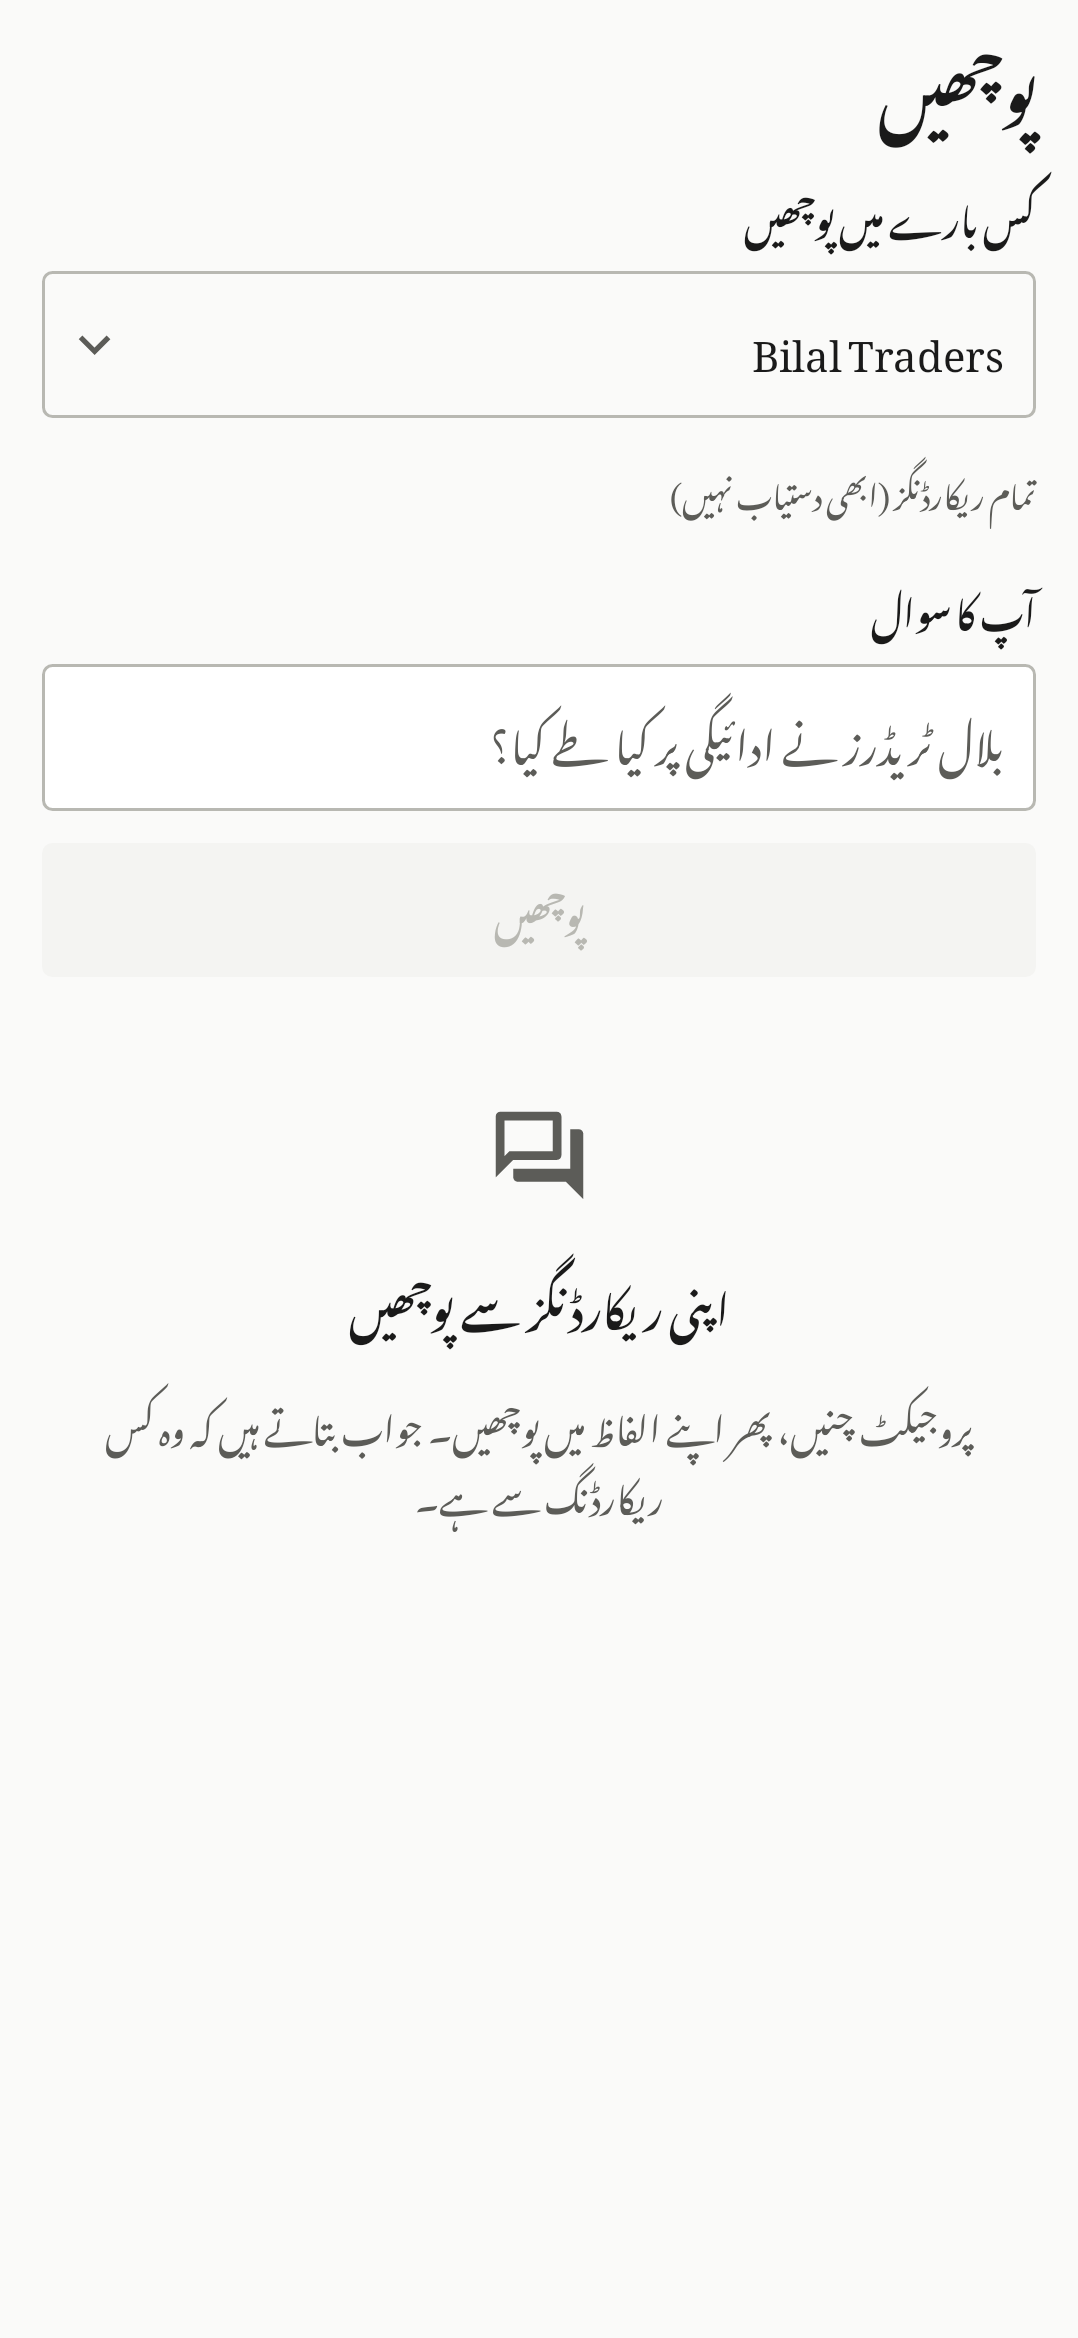 پوچھیں
کس بارے میں پوچھیں
Bilal Traders
تمام ریکارڈنگز (ابھی دستیاب نہیں)
آپ کا سوال
بلال ٹریڈرز نے ادائیگی پر کیا طے کیا؟
پوچھیں
اپنی ریکارڈنگز سے پوچھیں
پروجیکٹ چنیں، پھر اپنے الفاظ میں پوچھیں۔ جواب بتاتے ہیں کہ وہ کس
ریکارڈنگ سے ہے۔